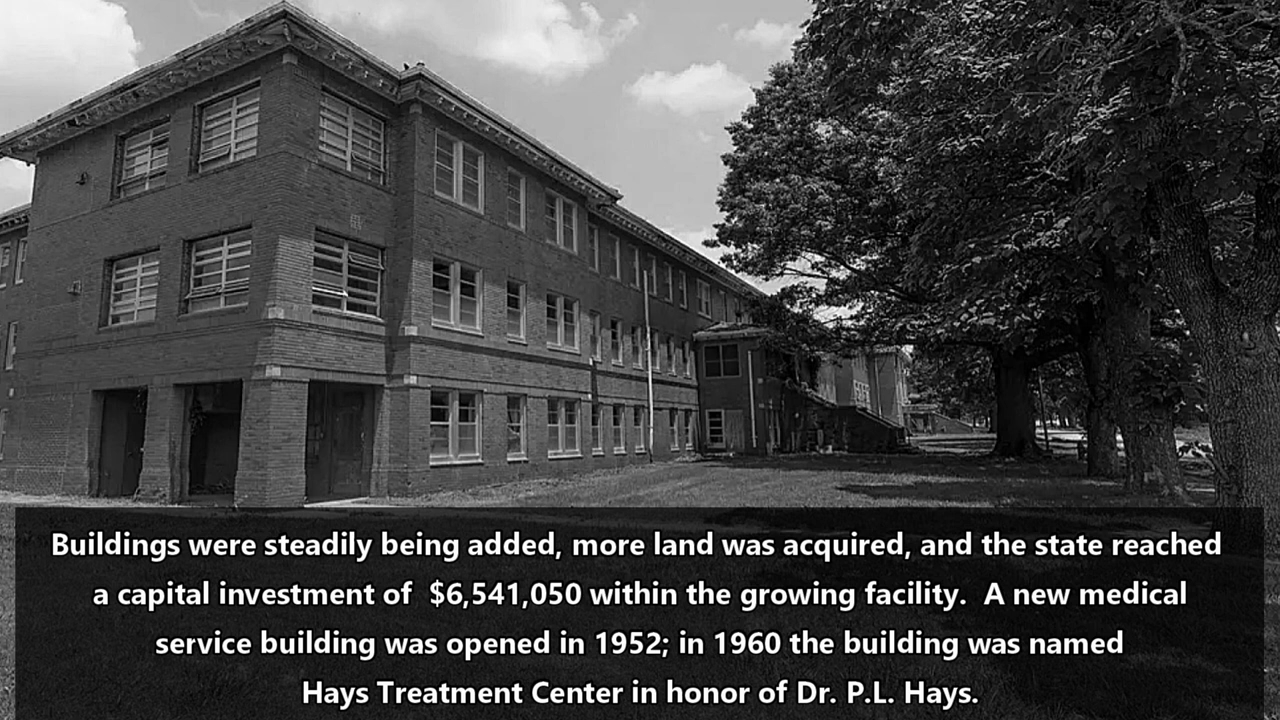 Buildings were steadily being added, more land was acquired, and the state reached
a capital investment of  $6,541,050 within the growing facility.  A new medical
service building was opened in 1952; in 1960 the building was named
Hays Treatment Center in honor of Dr. P.L. Hays.